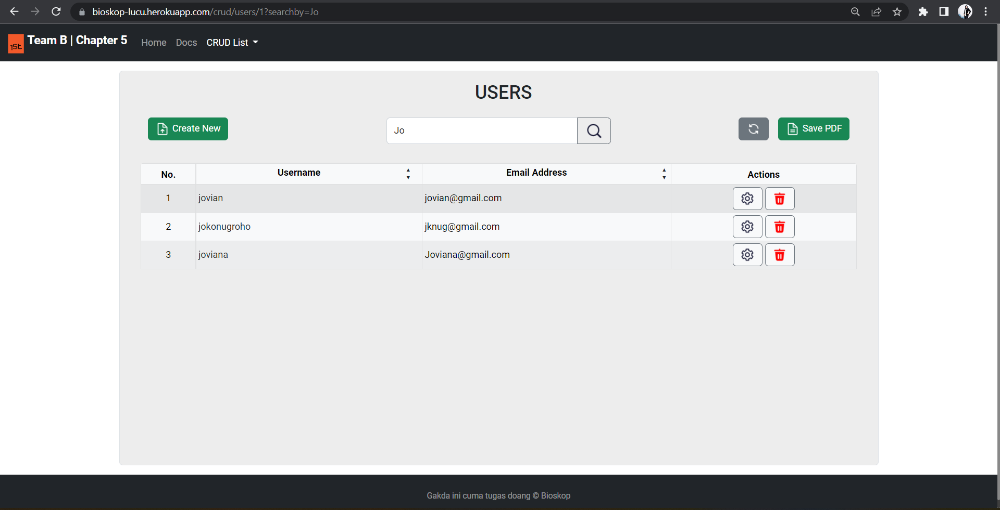 bioskop-lucu.herokuapp.com/crud/users/1?searchby=Jo
1st
Team B | Chapter 5
Home
Docs
CRUD List
USERS
Create New
Jo
Save PDF
No.
Username
Email Address
Actions
1
jovian
jovian@gmail.com
2
jokonugroho
jknug@gmail.com
3
joviana
Joviana@gmail.com
Gakda ini cuma tugas doang © Bioskop